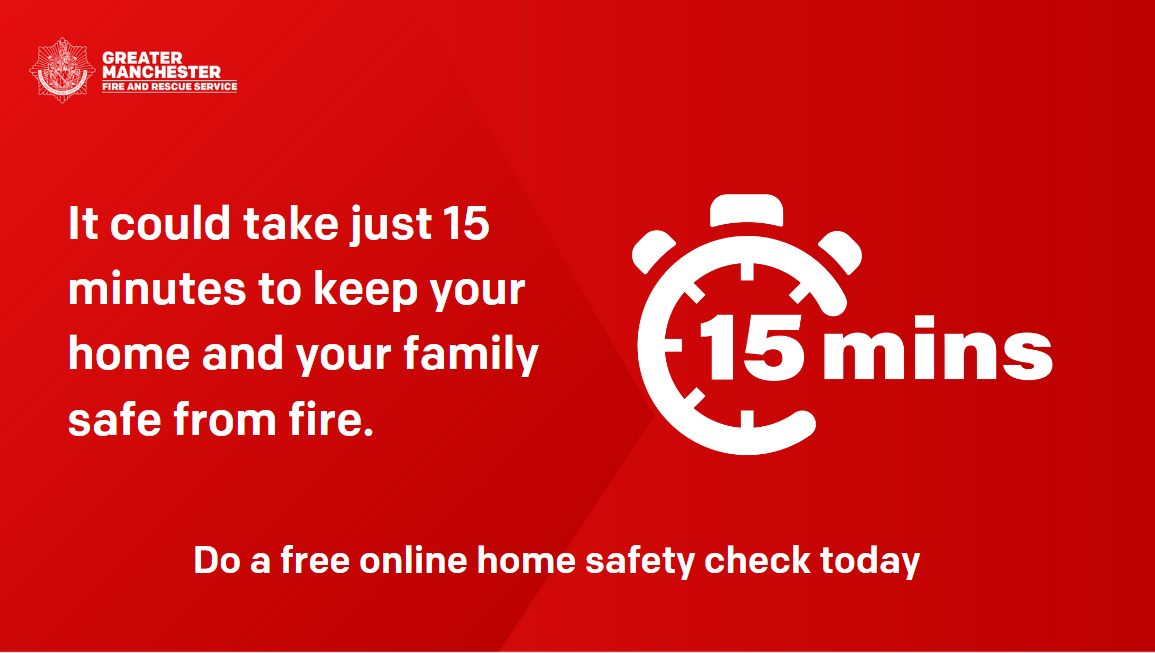 GREATER
MANCHESTER
FIRE AND RESCUE SERVICE
It could take just 15
minutes to keep your
home and your family
safe from fire.
15 mins
Do a free online home safety check today